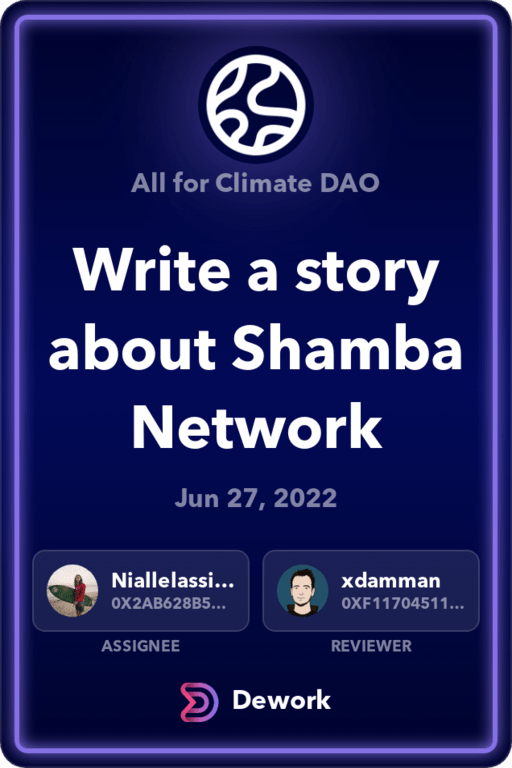 All for Climate DAO
Write a story
about Shamba
Network
Jun 27, 2022
Niallelassi...
0X2AB628B5...
ASSIGNEE
xdamman
0XF11704511...
REVIEWER
Dework